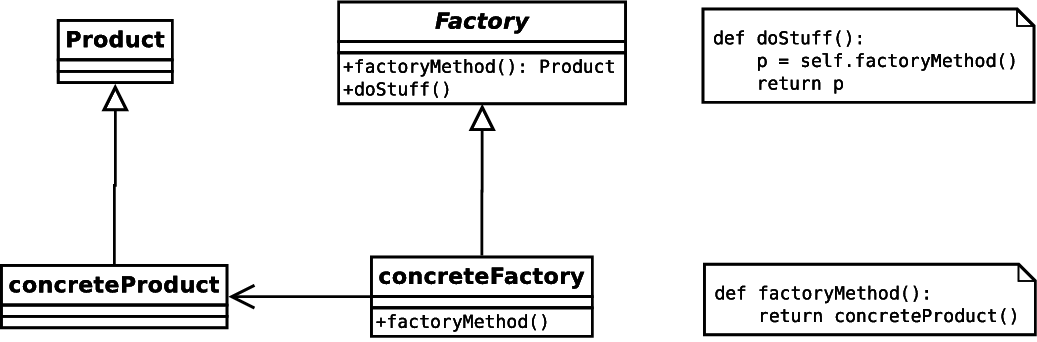 Product
Factory
+factoryMethod(): Product
+doStuff()
def doStuff():
    p = self.factoryMethod()
    return p
concreteProduct
concreteFactory
+factoryMethod()
def factoryMethod():
    return concreteProduct()